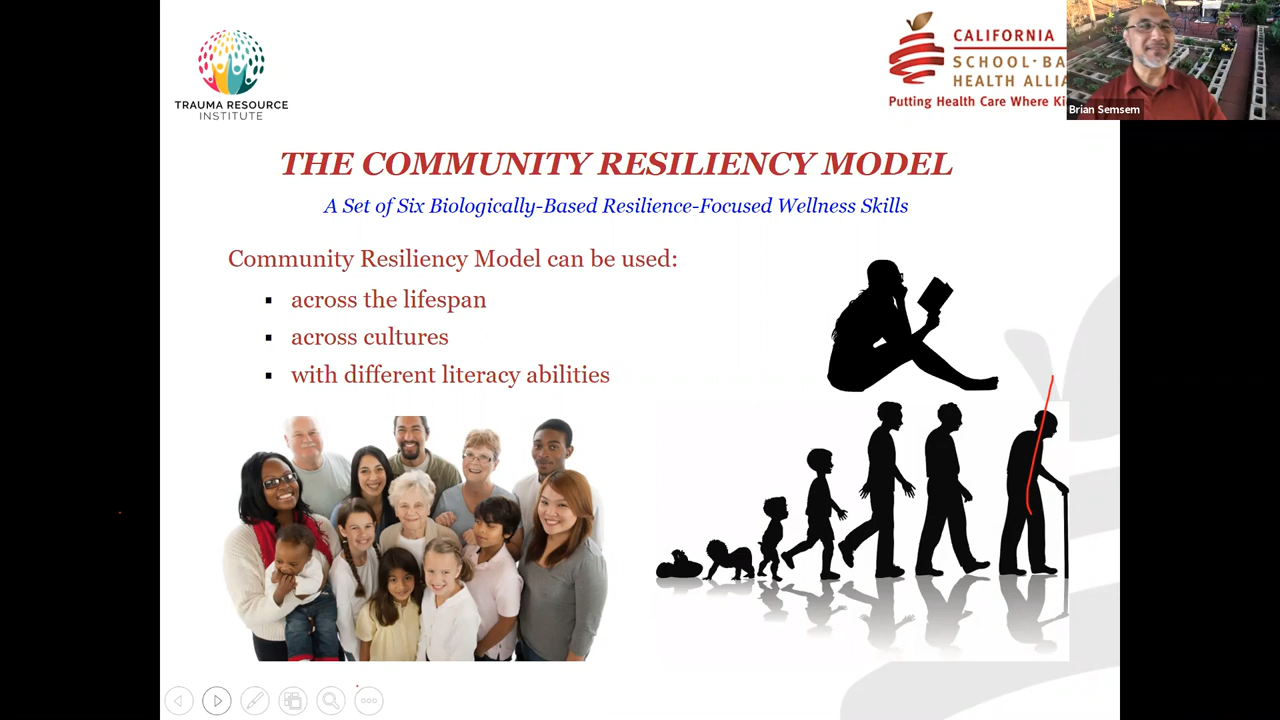 TRAUMA RESOURCE
INSTITUTE
CALIFORNIA
SCHOOL·BA
HEALTH ALLIA
Putting Health Care Where Ki
Brian Semsem
THE COMMUNITY RESILIENCY MODEL
A Set of Six Biologically-Based Resilience-Focused Wellness Skills
Community Resiliency Model can be used:
▪ across the lifespan
▪ across cultures
▪ with different literacy abilities